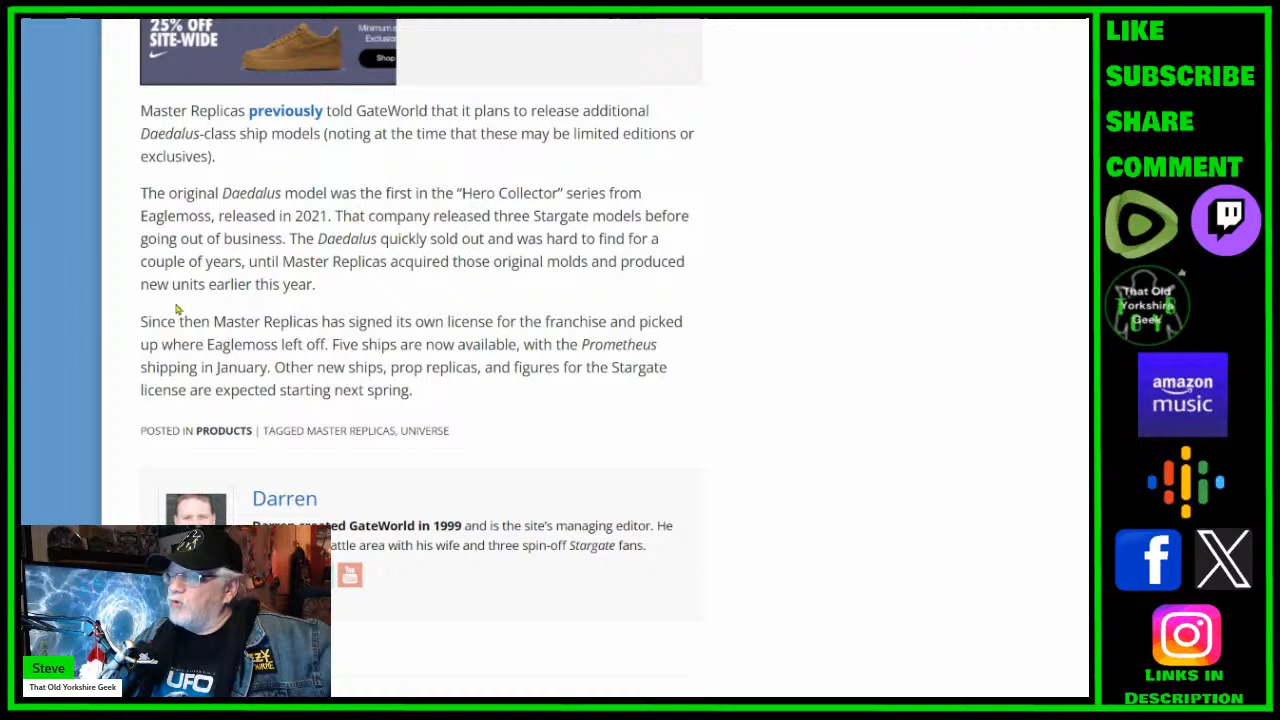 25% OFF
SITE-WIDE
Shop
Master Replicas previously told GateWorld that it plans to release additional
Daedalus-class ship models (noting at the time that these may be limited editions or
exclusives).
The original Daedalus model was the first in the “Hero Collector” series from
Eaglemoss, released in 2021. That company released three Stargate models before
going out of business. The Daedalus quickly sold out and was hard to find for a
couple of years, until Master Replicas acquired those original molds and produced
new units earlier this year.
Since then Master Replicas has signed its own license for the franchise and picked
up where Eaglemoss left off. Five ships are now available, with the Prometheus
shipping in January. Other new ships, prop replicas, and figures for the Stargate
license are expected starting next spring.
POSTED IN PRODUCTS | TAGGED MASTER REPLICAS, UNIVERSE
Darren
Darren created GateWorld in 1999 and is the site's managing editor. He
area with his wife and three spin-off Stargate fans.
You
Tube
UFO
Steve
That Old Yorkshire Geek
LIKE
SUBSCRIBE
SHARE
COMMENT
That Old
Yorkshire
Geek
amazon
music
f
X
LINKS IN
DESCRIPTION